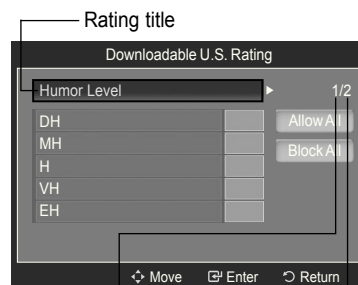 Rating title
Downloadable U.S. Rating
Humor Level 1/2
DH Allow All
MH Block All
H
VH
EH
Move Enter Return